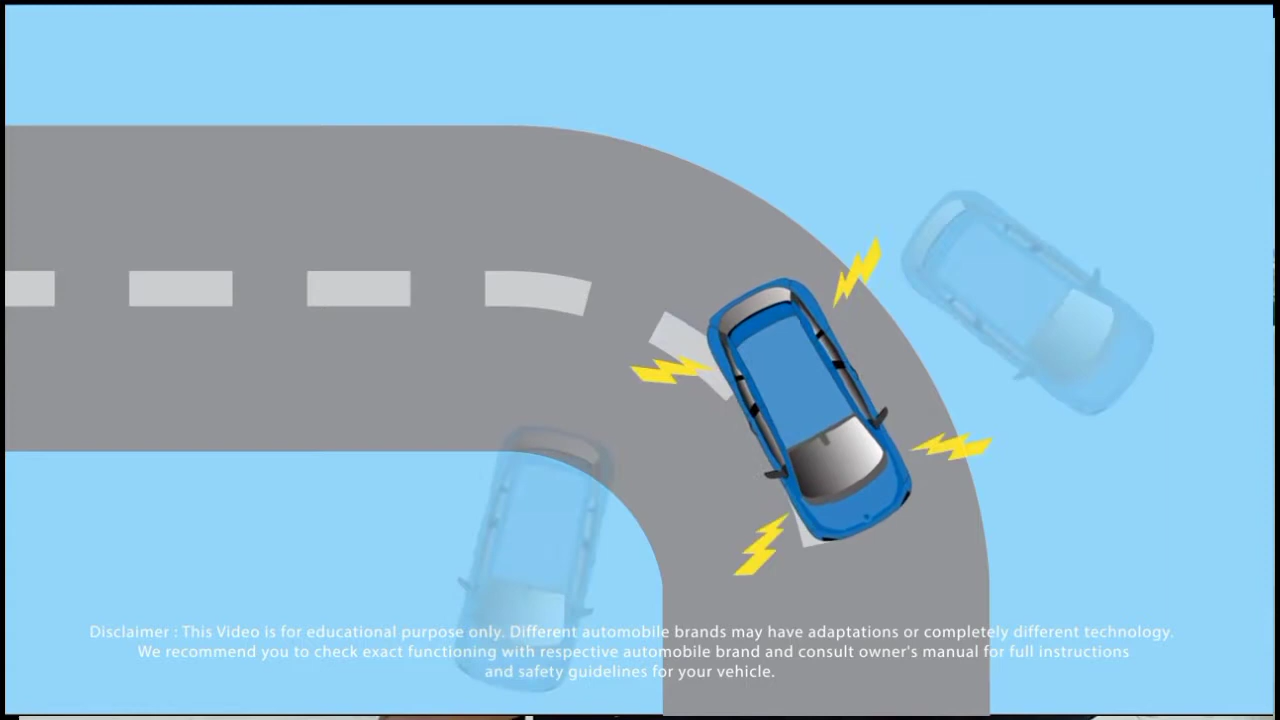 Disclaimer : This Video is for educational purpose only. Different automobile brands may have adaptations or completely different technology.
We recommend you to check exact functioning with respective automobile brand and consult owner's manual for full instructions
and safety guidelines for your vehicle.